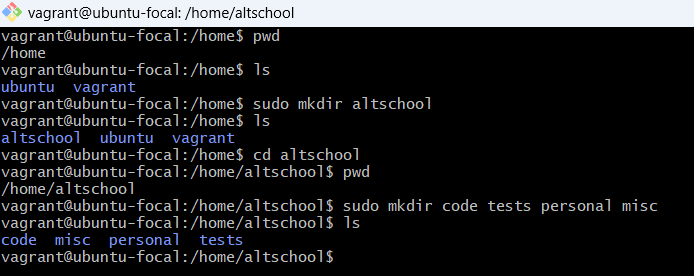 vagrant@ubuntu-focal: /home/altschool
vagrant@ubuntu-focal:/home$ pwd
/home
vagrant@ubuntu-focal:/home$ ls
ubuntu  vagrant
vagrant@ubuntu-focal:/home$ sudo mkdir altschool
vagrant@ubuntu-focal:/home$ ls
altschool  ubuntu  vagrant
vagrant@ubuntu-focal:/home$ cd altschool
vagrant@ubuntu-focal:/home/altschool$ pwd
/home/altschool
vagrant@ubuntu-focal:/home/altschool$ sudo mkdir code tests personal misc
vagrant@ubuntu-focal:/home/altschool$ ls
code  misc  personal  tests
vagrant@ubuntu-focal:/home/altschool$